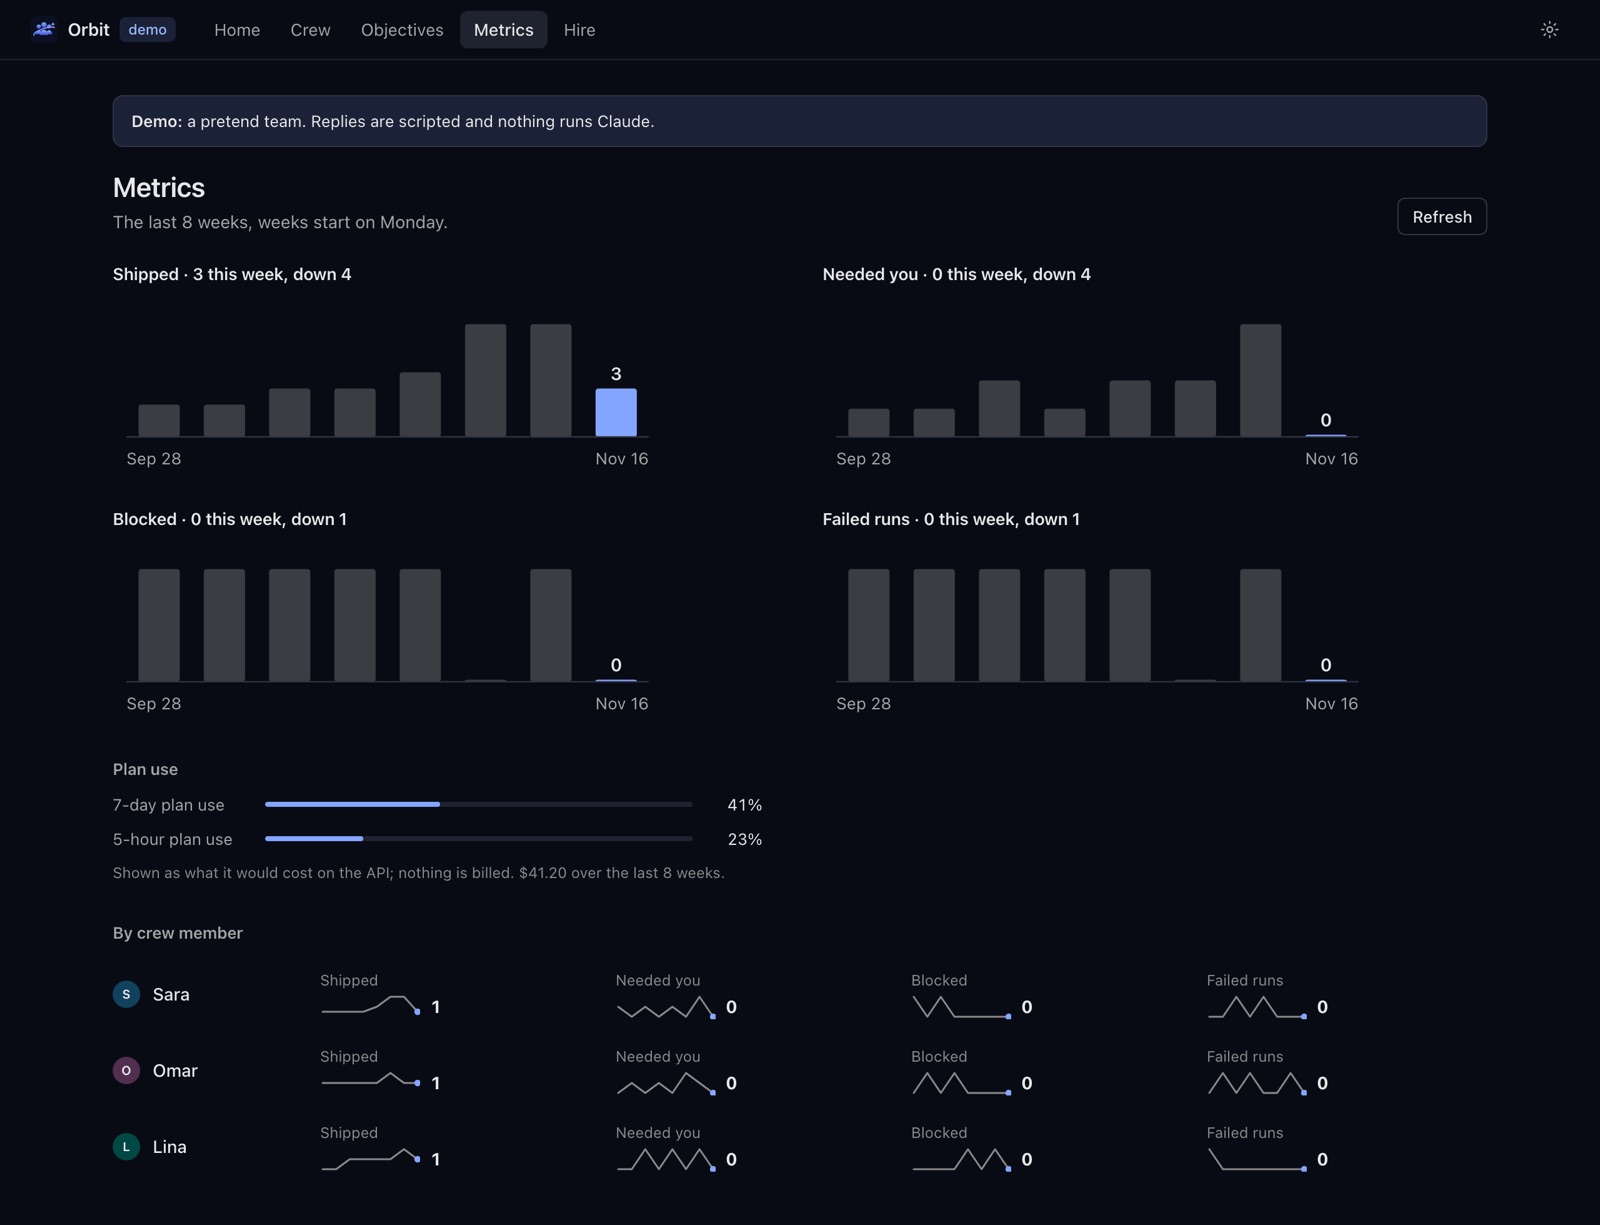 Orbit demo Home Crew Objectives Metrics Hire
Demo: a pretend team. Replies are scripted and nothing runs Claude.
Metrics
The last 8 weeks, weeks start on Monday.
Refresh
Shipped · 3 this week, down 4
3
Sep 28 Nov 16
Needed you · 0 this week, down 4
0
Sep 28 Nov 16
Blocked · 0 this week, down 1
0
Sep 28 Nov 16
Failed runs · 0 this week, down 1
0
Sep 28 Nov 16
Plan use
7-day plan use 41%
5-hour plan use 23%
Shown as what it would cost on the API; nothing is billed. $41.20 over the last 8 weeks.
By crew member
S Sara
Shipped 1
Needed you 0
Blocked 0
Failed runs 0
O Omar
Shipped 1
Needed you 0
Blocked 0
Failed runs 0
L Lina
Shipped 1
Needed you 0
Blocked 0
Failed runs 0